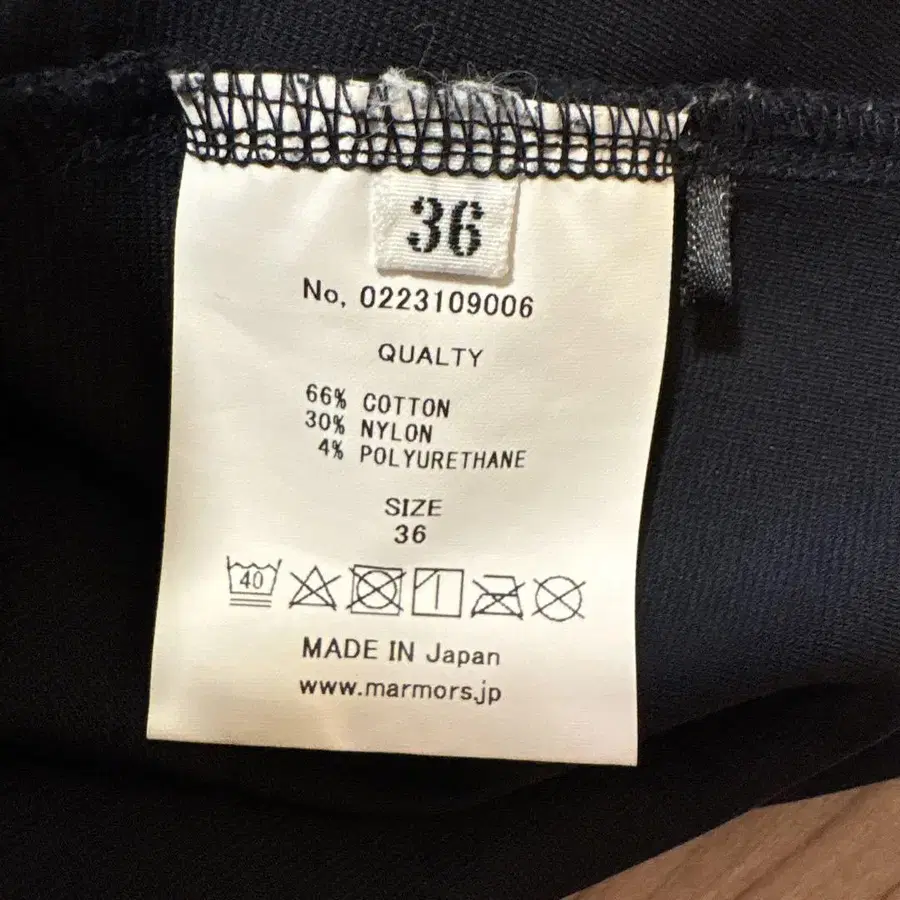 36
No. 0223109006
QUALTY
66% COTTON
30% NYLON
4% POLYURETHANE
SIZE
36
40
MADE IN Japan
www.marmors.jp